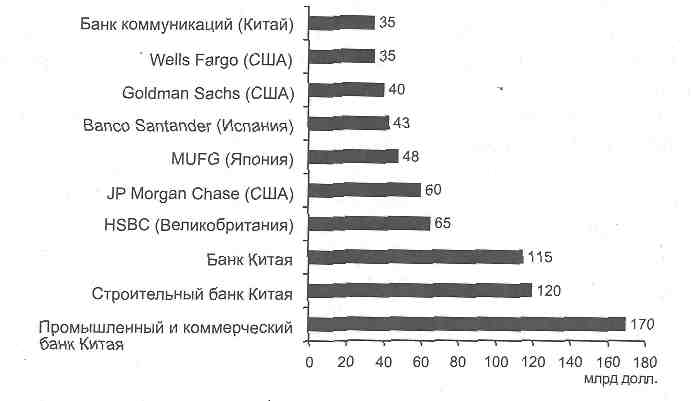 Банк коммуникаций (Китай) 35
Wells Fargo (США) 35
Goldman Sachs (США) 40
Banco Santander (Испания) 43
MUFG (Япония) 48
JP Morgan Chase (США) 60
HSBC (Великобритания) 65
Банк Китая 115
Строительный банк Китая 120
Промышленный и коммерческий 170
банк Китая
0 20 40 60 80 100 120 140 160 180
млрд долл.